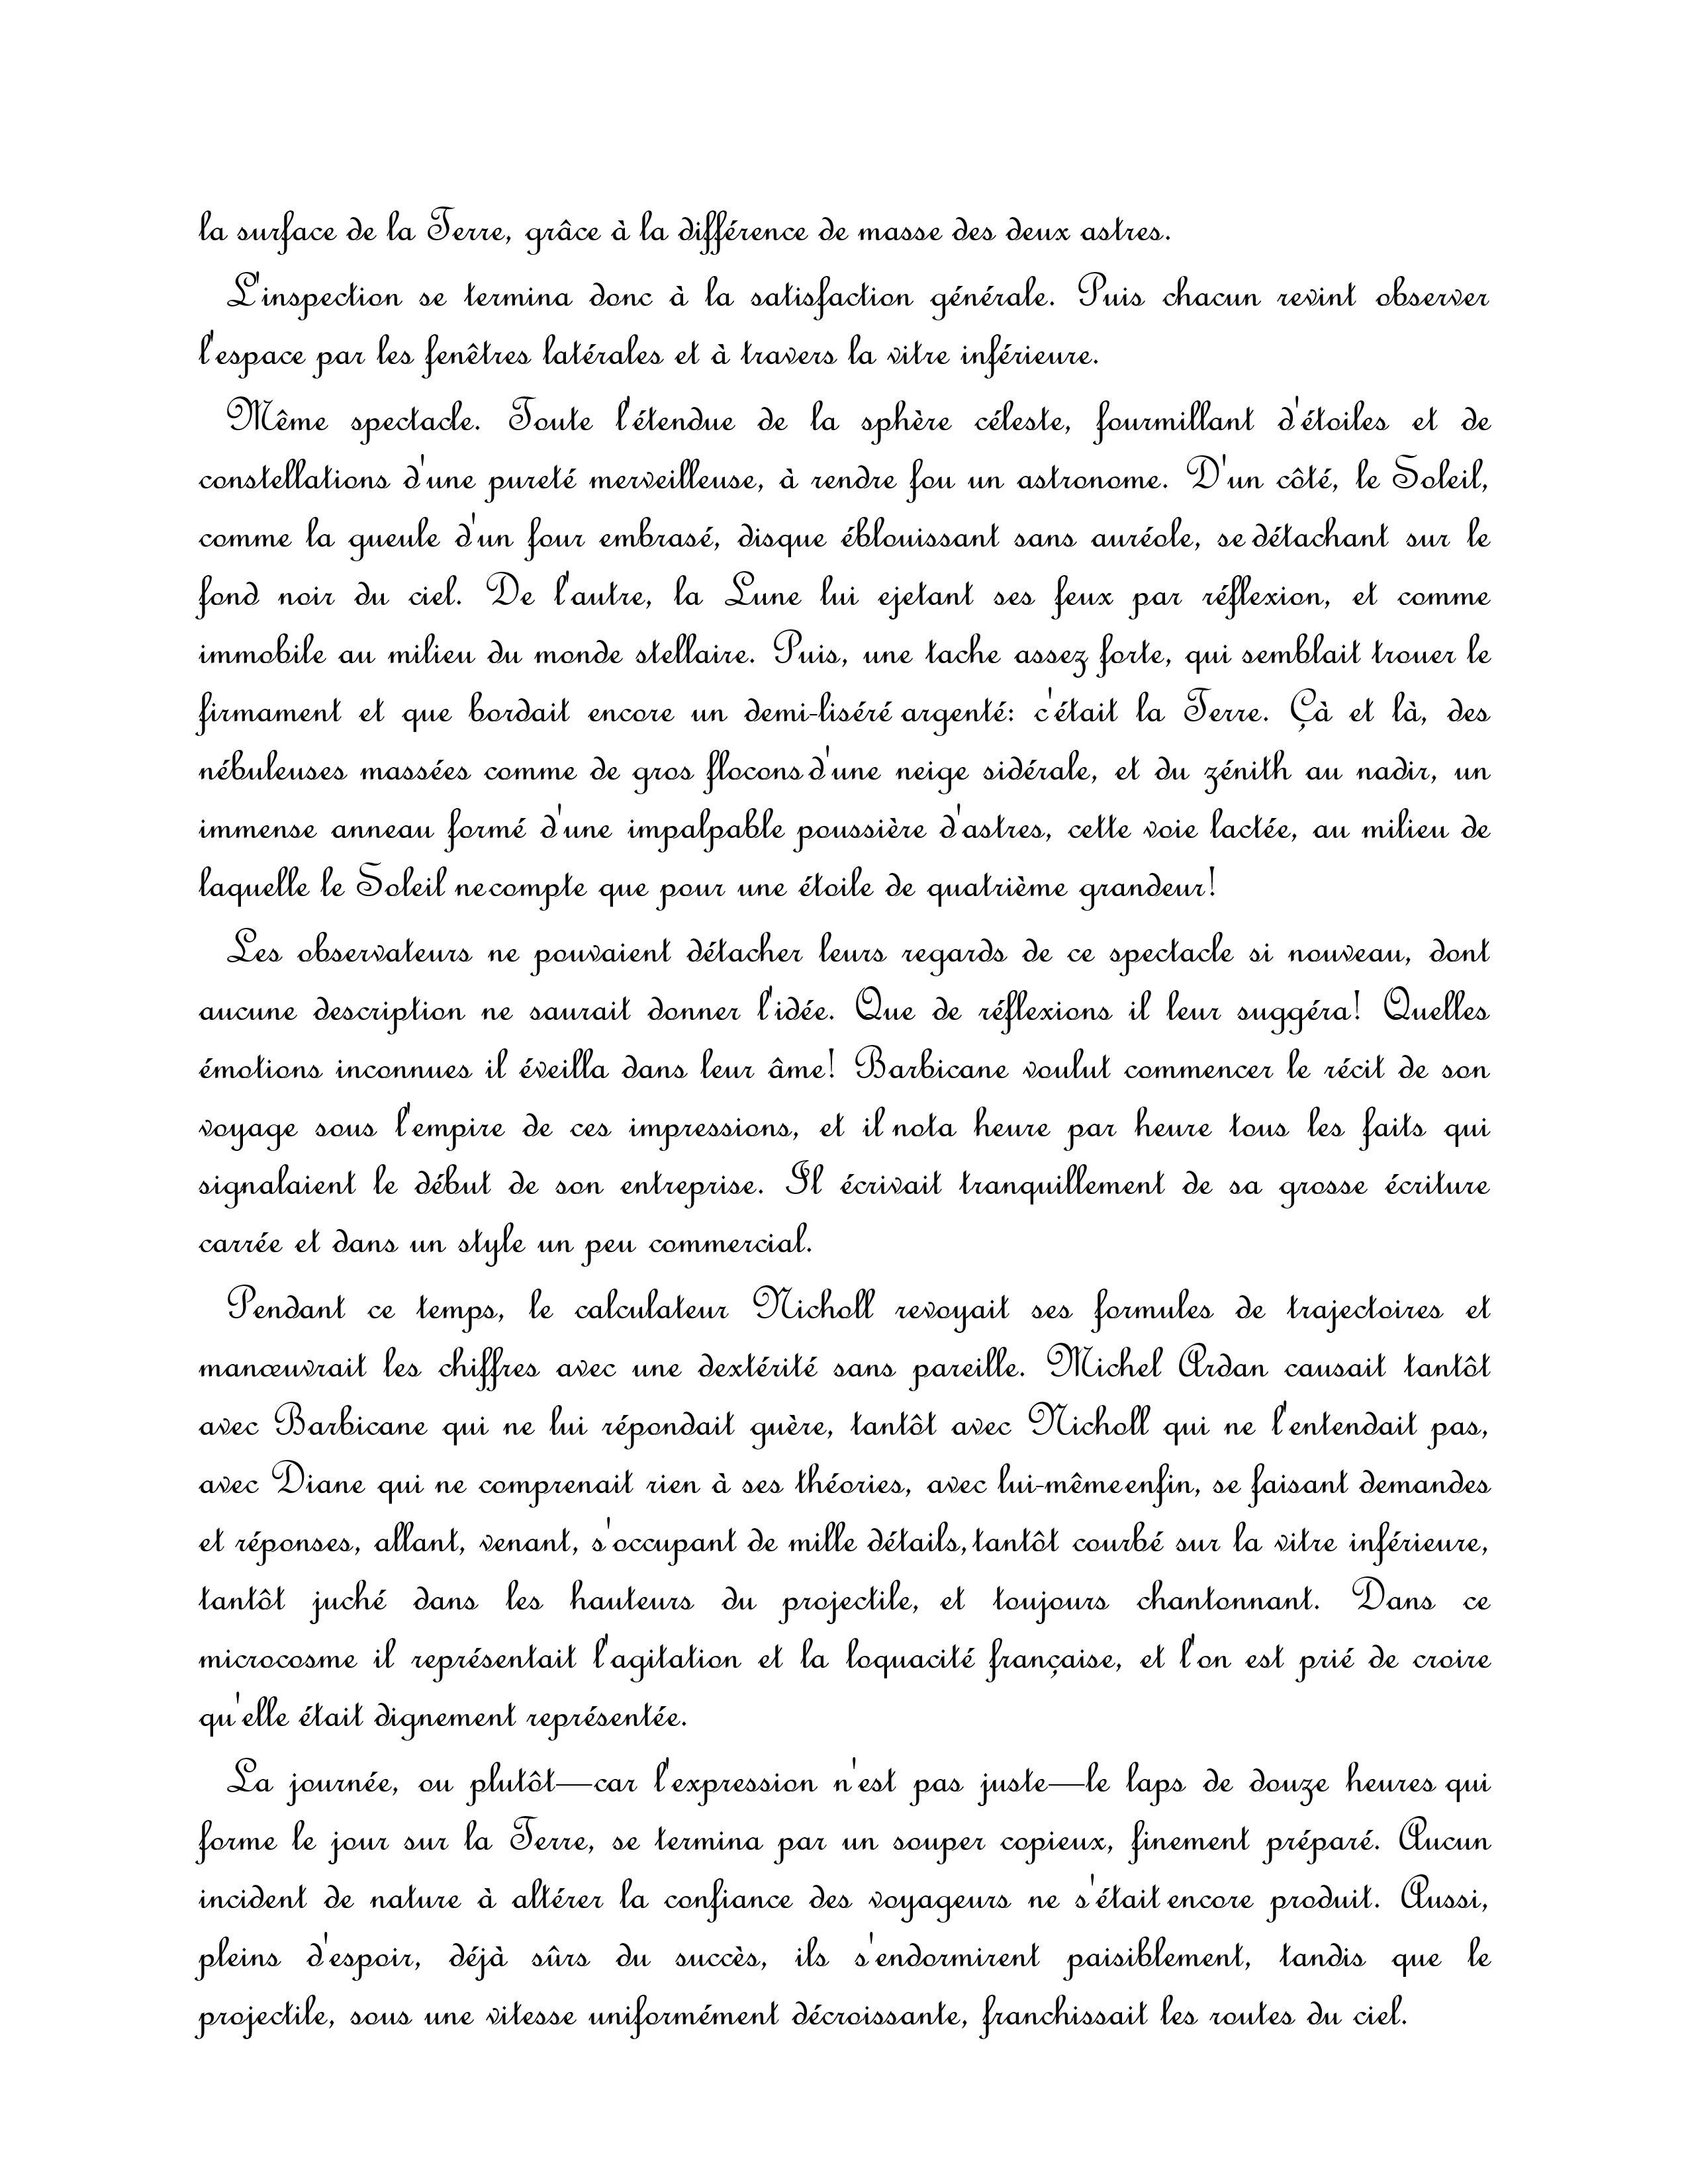 la surface de la Terre, grâce à la différence de masse des deux astres.
L'inspection se termina donc à la satisfaction générale. Puis chacun revint observer
l'espace par les fenêtres latérales et à travers la vitre inférieure.
Même spectacle. Toute l'étendue de la sphère céleste, fourmillant d'étoiles et de
constellations d'une pureté merveilleuse, à rendre fou un astronome. D'un côté, le Soleil,
comme la gueule d'un four embrasé, disque éblouissant sans auréole, se détachant sur le
fond noir du ciel. De l'autre, la Lune lui ejetant ses feux par réflexion, et comme
immobile au milieu du monde stellaire. Puis, une tache assez forte, qui semblait trouer le
firmament et que bordait encore un demi-liséré argenté: c'était la Terre. Çà et là, des
nébuleuses massées comme de gros flocons d'une neige sidérale, et du zénith au nadir, un
immense anneau formé d'une impalpable poussière d'astres, cette voie lactée, au milieu de
laquelle le Soleil necompte que pour une étoile de quatrième grandeur!
Les observateurs ne pouvaient détacher leurs regards de ce spectacle si nouveau, dont
aucune description ne saurait donner l'idée. Que de réflexions il leur suggéra! Quelles
émotions inconnues il éveilla dans leur âme! Barbicane voulut commencer le récit de son
voyage sous l'empire de ces impressions, et il nota heure par heure tous les faits qui
signalaient le début de son entreprise. Il écrivait tranquillement de sa grosse écriture
carrée et dans un style un peu commercial.
Pendant ce temps, le calculateur Nicholl revoyait ses formules de trajectoires et
manœuvrait les chiffres avec une dextérité sans pareille. Michel Ardan causait tantôt
avec Barbicane qui ne lui répondait guère, tantôt avec Nicholl qui ne l'entendait pas,
avec Diane qui ne comprenait rien à ses théories, avec lui-mêmeenfin, se faisant demandes
et réponses, allant, venant, s'occupant de mille détails, tantôt courbé sur la vitre inférieure,
tantôt juché dans les hauteurs du projectile, et toujours chantonnant. Dans ce
microcosme il représentait l'agitation et la loquacité française, et l'on est prié de croire
qu'elle était dignement représentée.
La journée, ou plutôt—car l'expression n'est pas juste—le laps de douze heures qui
forme le jour sur la Terre, se termina par un souper copieux, finement préparé. Aucun
incident de nature à altérer la confiance des voyageurs ne s'était encore produit. Aussi,
pleins d'espoir, déjà sûrs du succès, ils s'endormirent paisiblement, tandis que le
projectile, sous une vitesse uniformément décroissante, franchissait les routes du ciel.